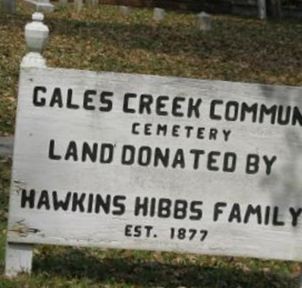 GALES CREEK COMMUN
CEMETERY
LAND DONATED BY
HAWKINS HIBBS FAMILY
EST. 1877